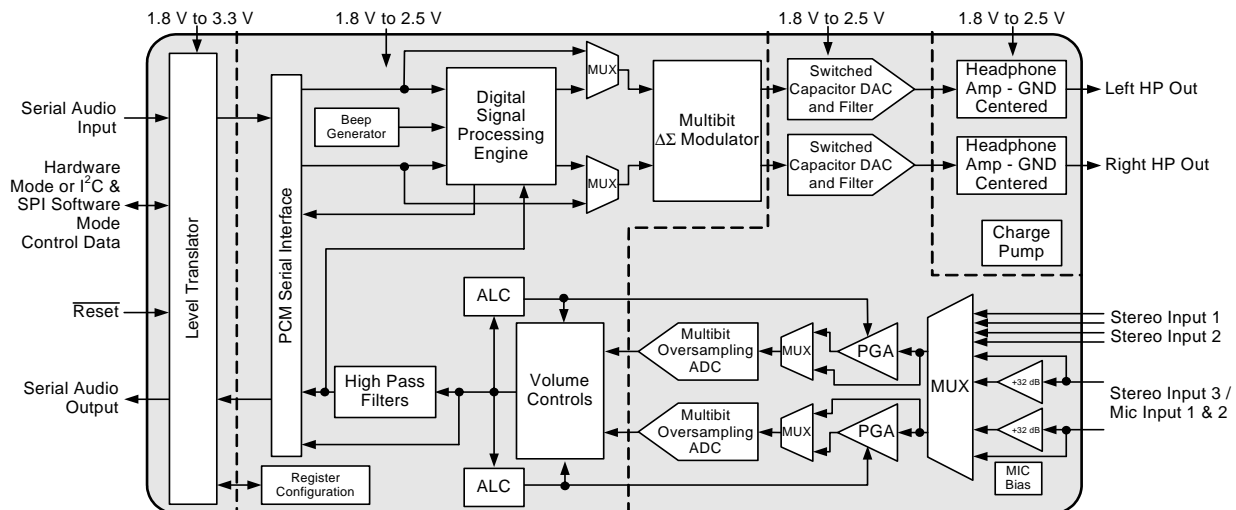 1.8 V to 3.3 V
1.8 V to 2.5 V
1.8 V to 2.5 V
1.8 V to 2.5 V
Serial Audio
Input
Hardware
Mode or I²C &
SPI Software
Mode
Control Data
Reset
Serial Audio
Output
Level Translator
PCM Serial Interface
Beep
Generator
Digital
Signal
Processing
Engine
MUX
MUX
Multibit
ΔΣ Modulator
Switched
Capacitor DAC
and Filter
Switched
Capacitor DAC
and Filter
Headphone
Amp - GND
Centered
Headphone
Amp - GND
Centered
Left HP Out
Right HP Out
Charge
Pump
ALC
Volume
Controls
High Pass
Filters
ALC
Register
Configuration
Multibit
Oversampling
ADC
Multibit
Oversampling
ADC
MUX
MUX
PGA
PGA
MUX
+32 dB
+32 dB
MIC
Bias
Stereo Input 1
Stereo Input 2
Stereo Input 3 /
Mic Input 1 & 2